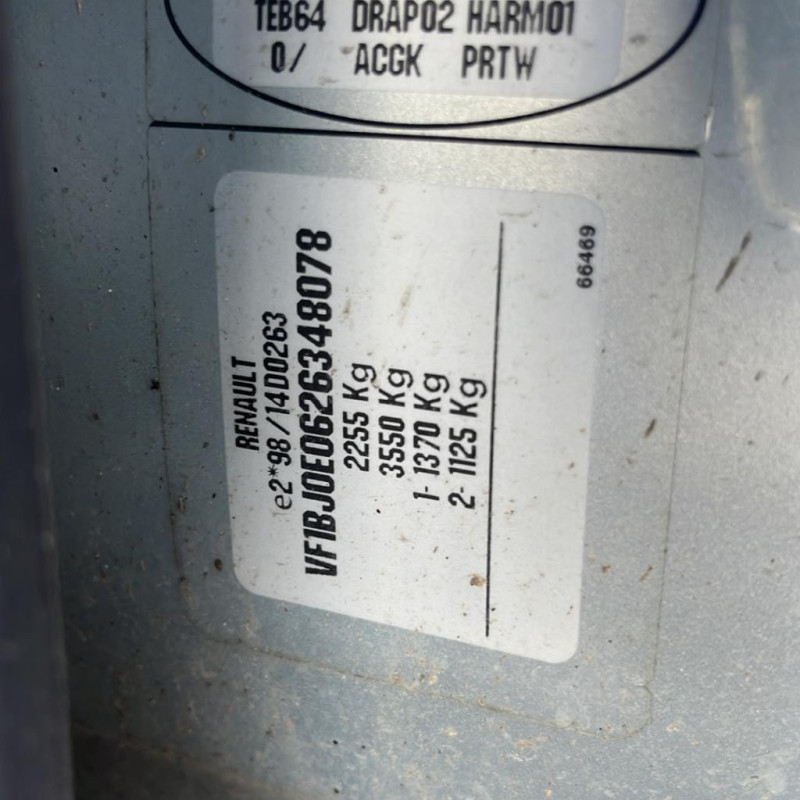 TEB64 DRAP02 HARM01
0/ ACGK PRTW
RENAULT
e2*98/14D0263
VF1BJ0E0626348078
2255 Kg
3550 Kg
1- 1370 Kg
2- 1125 Kg
66469